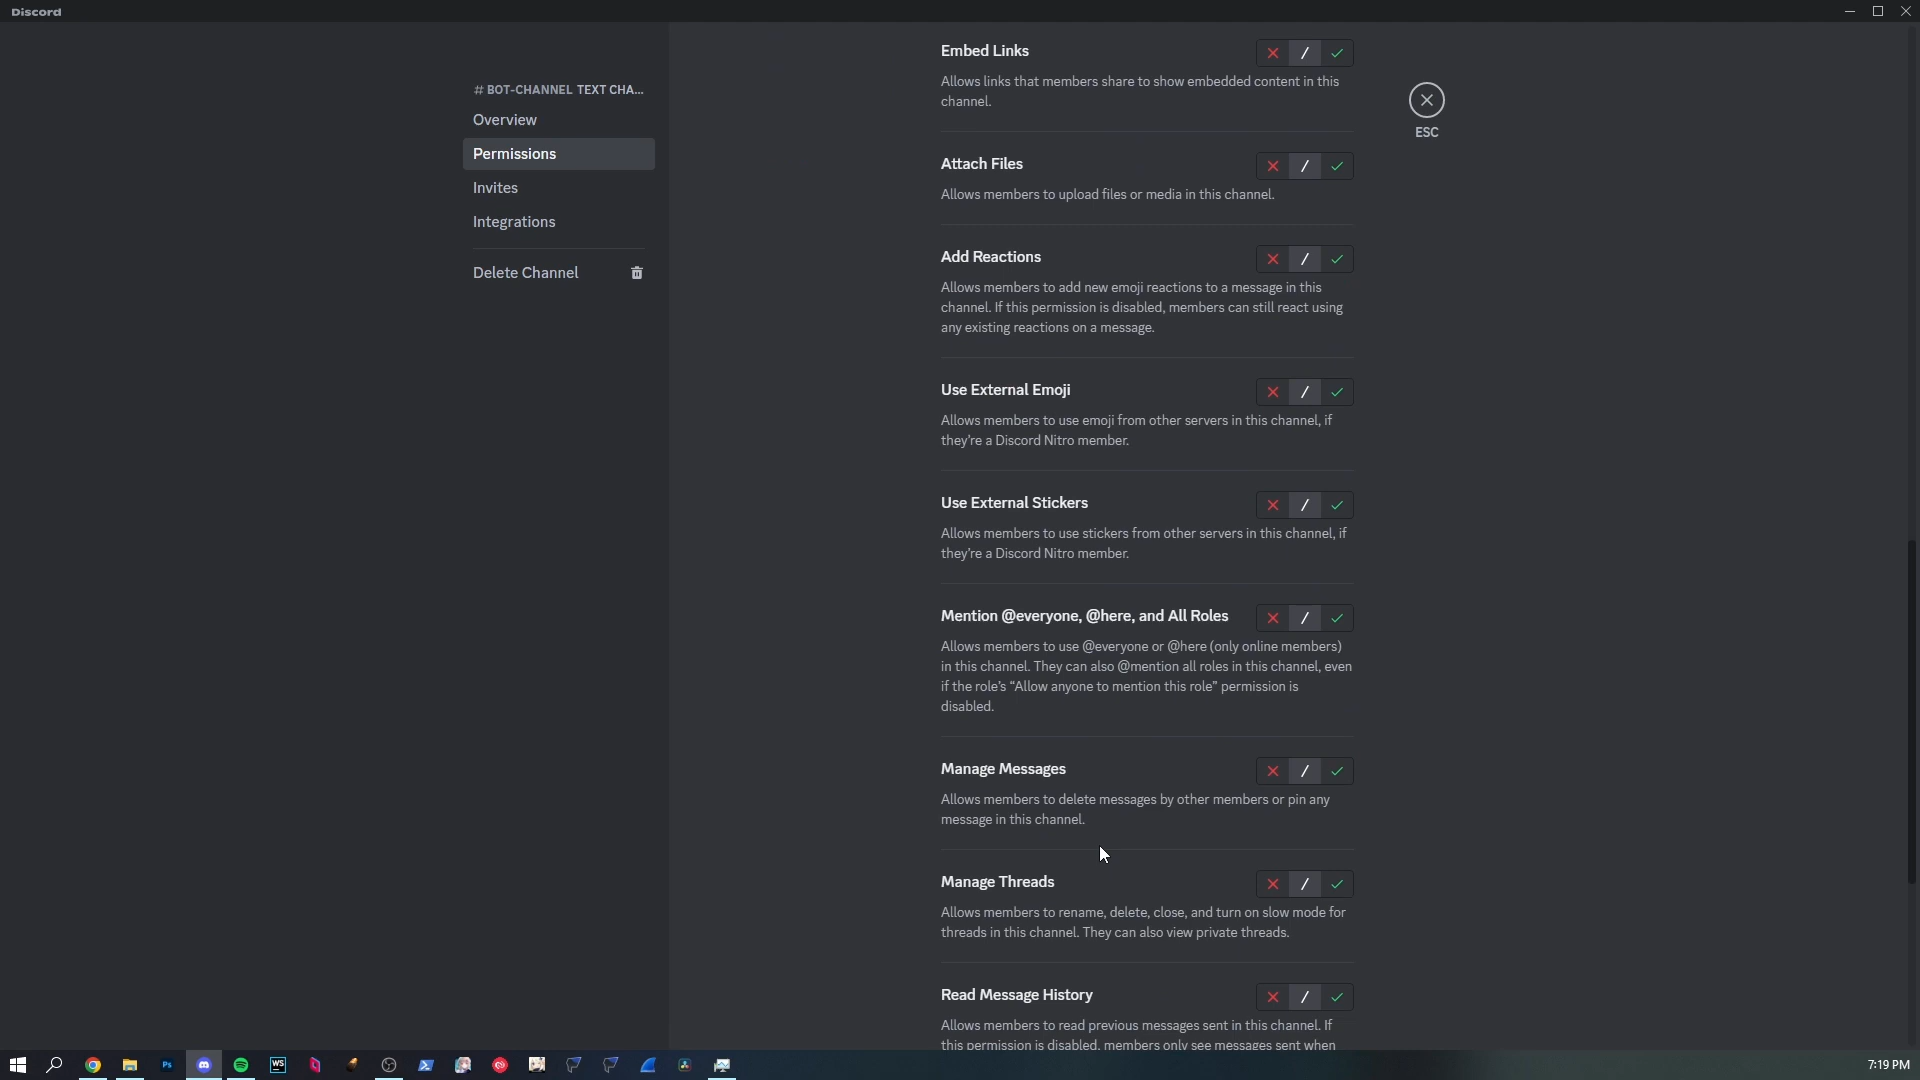 Discord
# BOT-CHANNEL TEXT CHA...
Overview
Permissions
Invites
Integrations
Delete Channel
Embed Links
Allows links that members share to show embedded content in this
channel.
ESC
Attach Files
Allows members to upload files or media in this channel.
Add Reactions
Allows members to add new emoji reactions to a message in this
channel. If this permission is disabled, members can still react using
any existing reactions on a message.
Use External Emoji
Allows members to use emoji from other servers in this channel, if
they're a Discord Nitro member.
Use External Stickers
Allows members to use stickers from other servers in this channel, if
they're a Discord Nitro member.
Mention @everyone, @here, and All Roles
Allows members to use @everyone or @here (only online members)
in this channel. They can also @mention all roles in this channel, even
if the role's “Allow anyone to mention this role” permission is
disabled.
Manage Messages
Allows members to delete messages by other members or pin any
message in this channel.
Manage Threads
Allows members to rename, delete, close, and turn on slow mode for
threads in this channel. They can also view private threads.
Read Message History
Allows members to read previous messages sent in this channel. If
this permission is disabled, members only see messages sent when
Ps
WS
7:19 PM